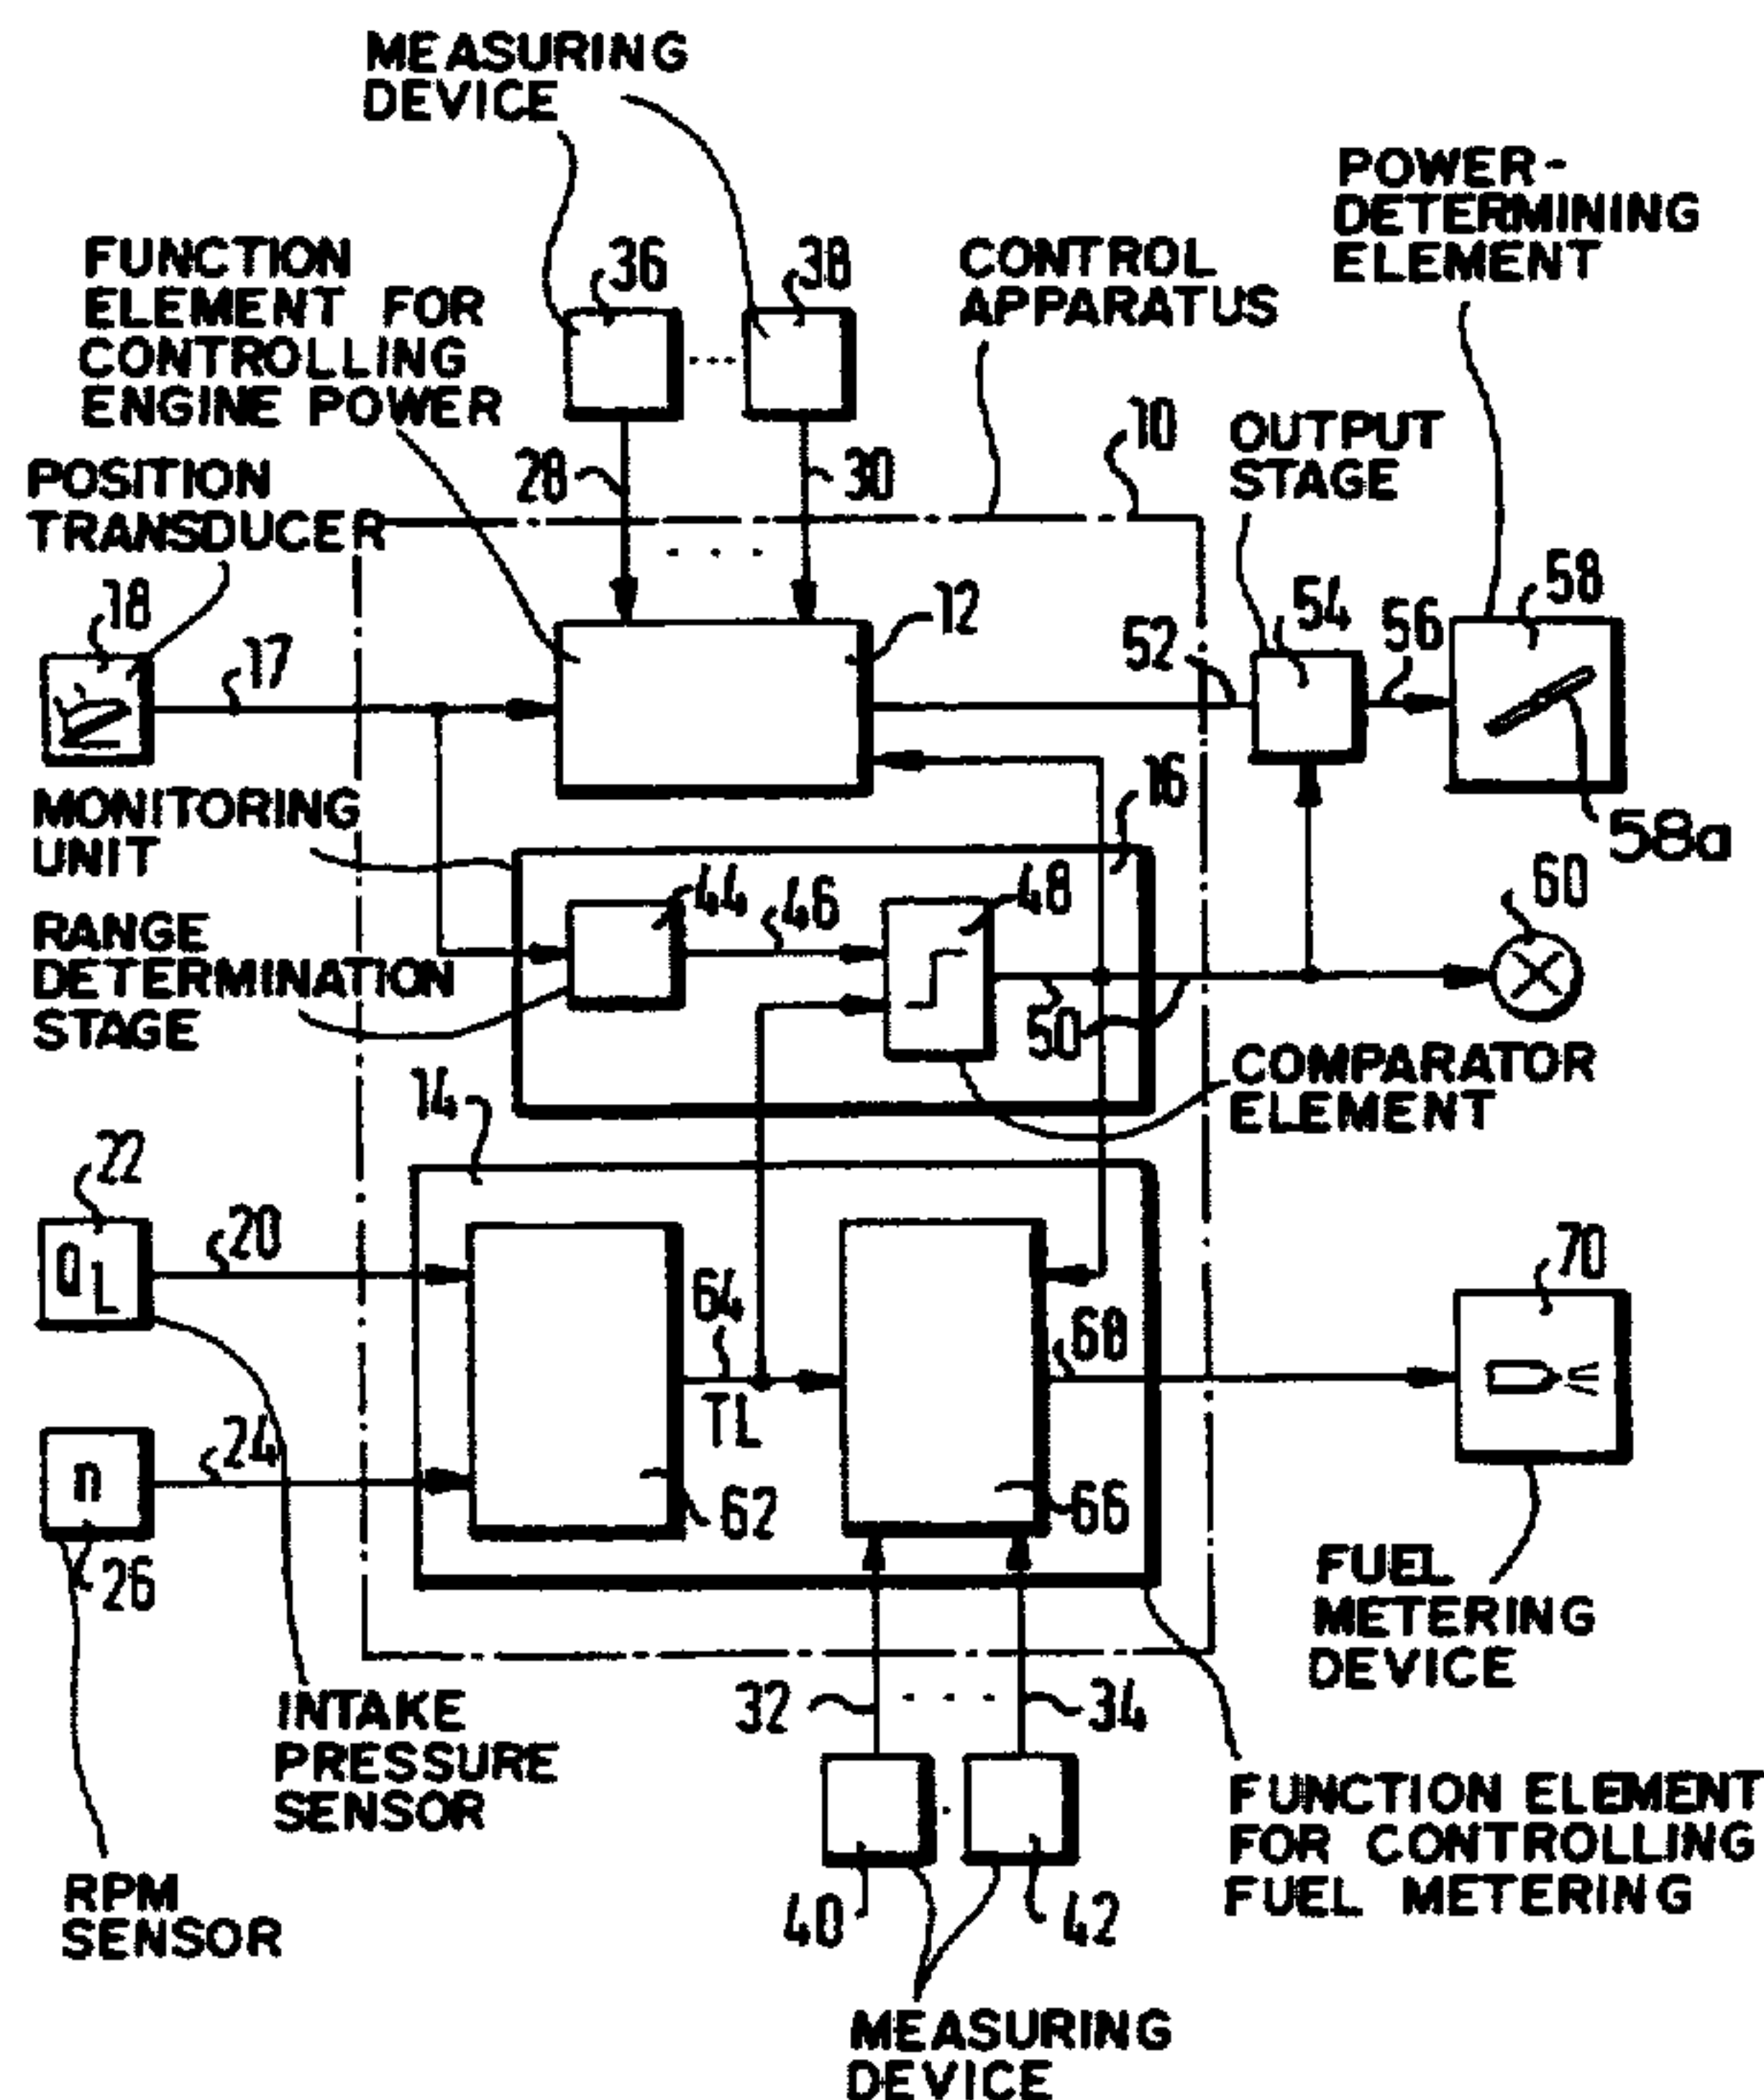 MEASURING
DEVICE
POWER-
DETERMINING
ELEMENT
FUNCTION
ELEMENT FOR
CONTROLLING
ENGINE POWER
36
38
CONTROL
APPARATUS
10
OUTPUT
STAGE
POSITION
TRANSDUCER
28
30
18
17
12
52
54
56
58
58a
MONITORING
UNIT
16
44
46
48
60
RANGE
DETERMINATION
STAGE
50
COMPARATOR
ELEMENT
14
22
20
QL
64
TL
68
70
24
n
26
62
66
FUEL
METERING
DEVICE
INTAKE
PRESSURE
SENSOR
32
34
RPM
SENSOR
40
42
FUNCTION ELEMENT
FOR CONTROLLING
FUEL METERING
MEASURING
DEVICE